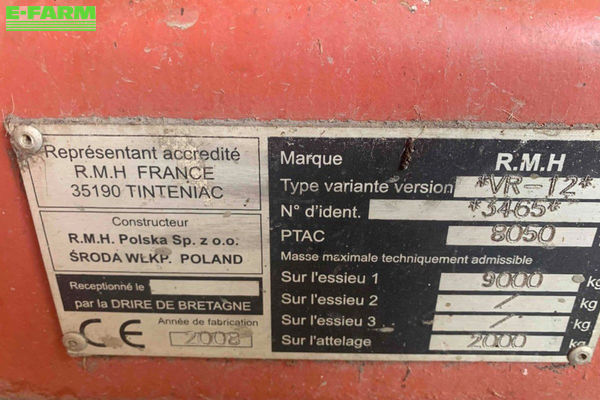 E-FARM
Représentant accredité
R.M.H FRANCE
35190 TINTENIAC
Constructeur
R.M.H. Polska Sp. z o.o.
ŚRODA WŁKP. POLAND
Receptionné le
par la DRIRE DE BRETAGNE
CE
Année de fabrication
2008
Marque R.M.H
Type variante version *VR-12*
N° d'ident. *3465*
PTAC 8050 kg
Masse maximale techniquement admissible
Sur l'essieu 1 9000 kg
Sur l'essieu 2 / kg
Sur l'essieu 3 / kg
Sur l'attelage 2000 kg